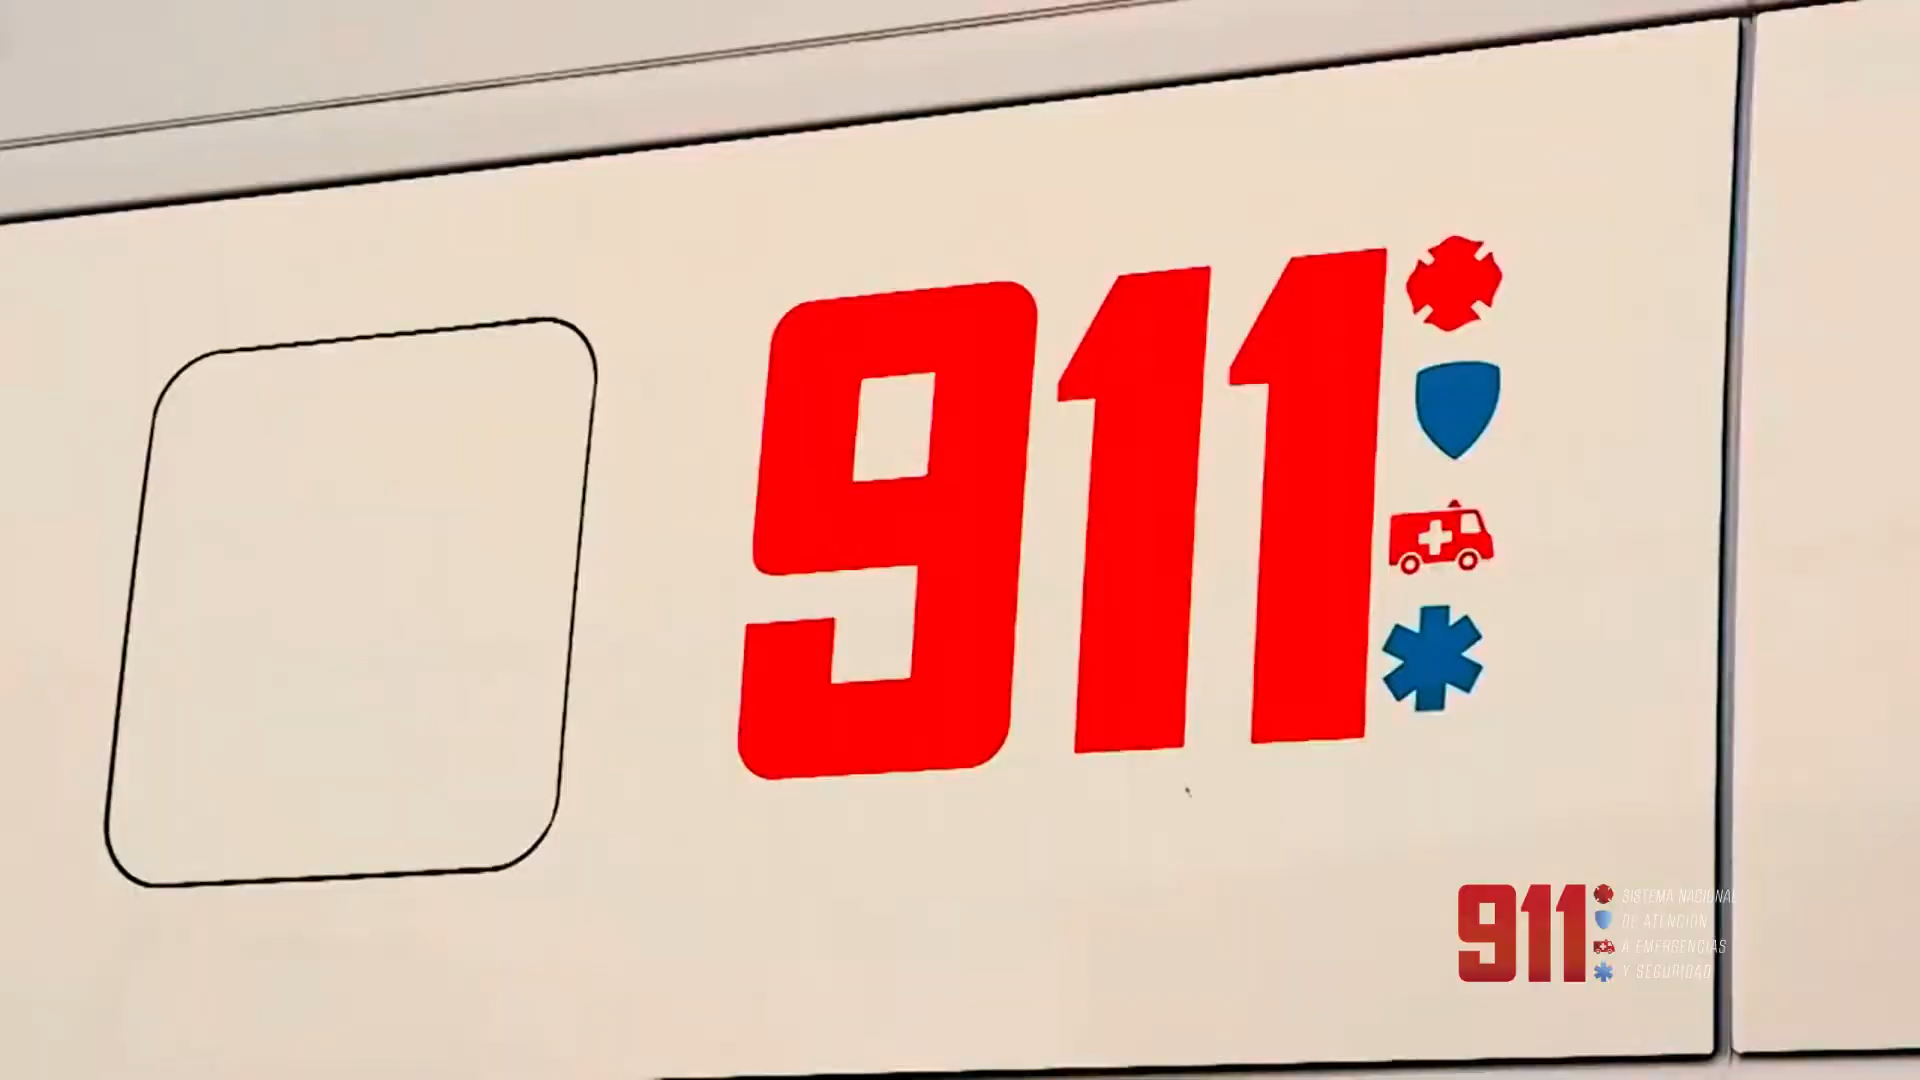 911
911
SISTEMA NACIONAL
DE ATENCIÓN
A EMERGENCIAS
Y SEGURIDAD